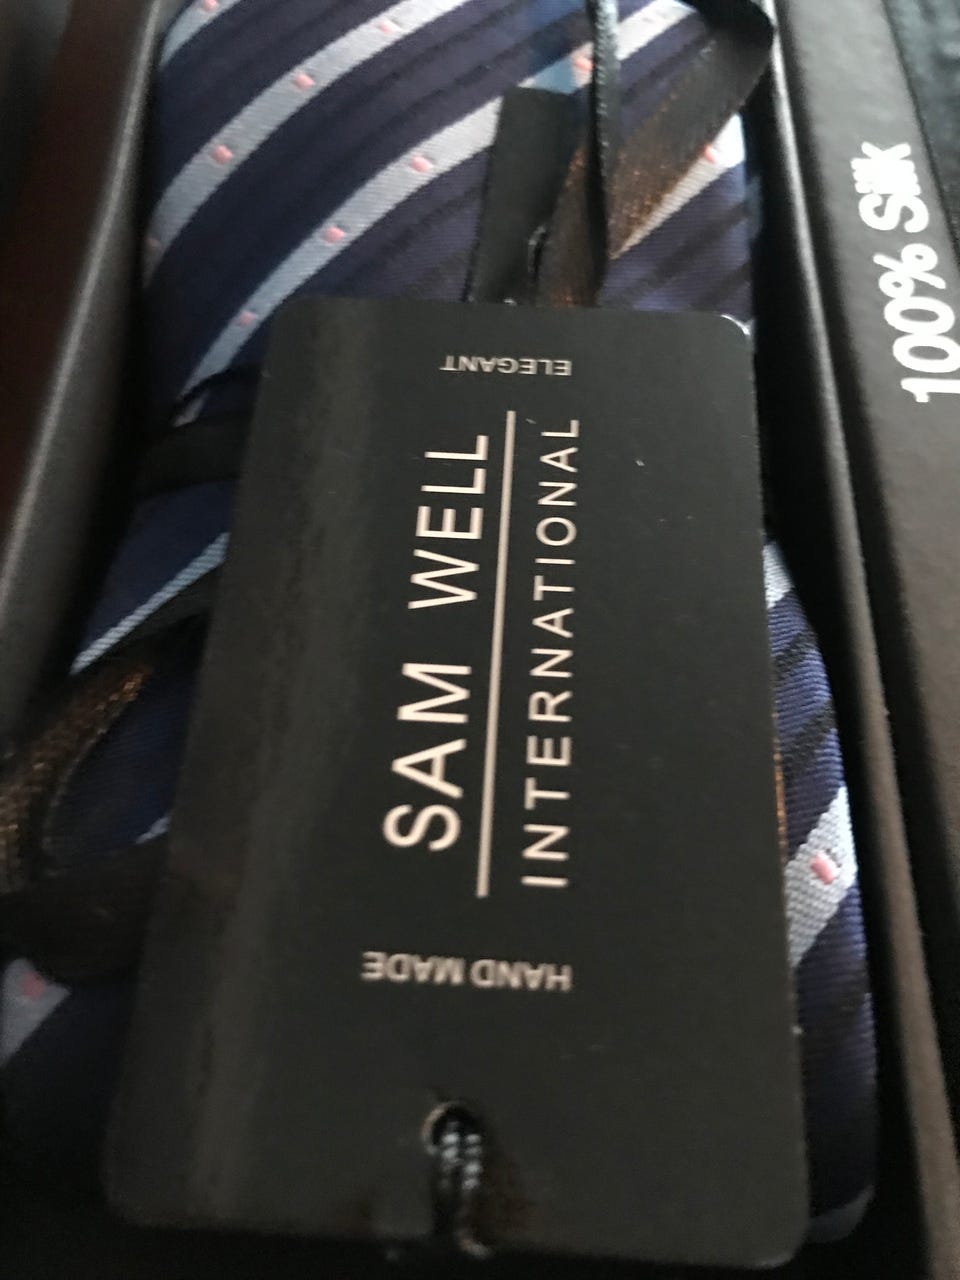 HAND MADE
SAM WELL
INTERNATIONAL
ELEGANT
100% Silk